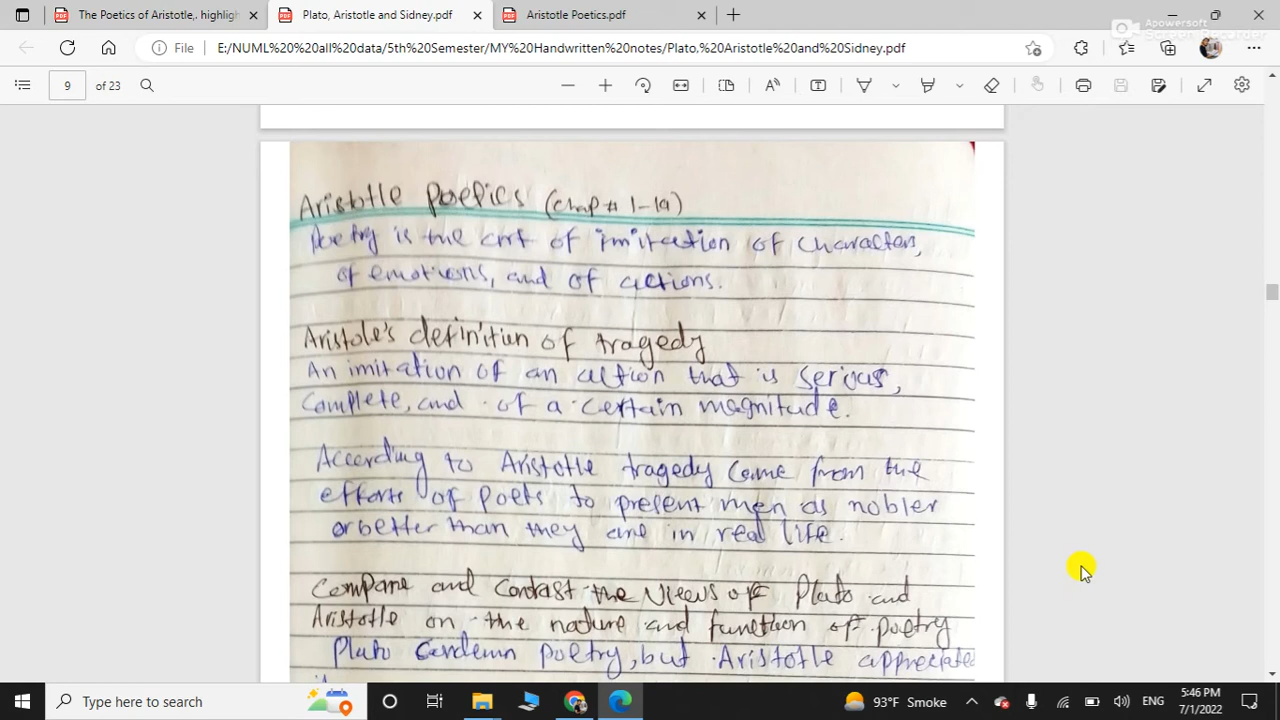 The Poetics of Aristotle,. highligh
Plato, Aristotle and Sidney.pdf
Aristotle Poetics.pdf
Apowersoft
Screen Recorder
File
E:/NUML%20%20all%20data/5th%20Semester/MY%20Handwritten%20notes/Plato,%20Aristotle%20and%20Sidney.pdf
9 of 23
Aristotle Poetics (Chap # 1-19)
Poetry is the art of imitation of characters,
of emotions, and of actions.
Aristole's definition of tragedy
An imitation of an action that is serious,
Complete, and of a certain magnitude.
According to Aristotle tragedy came from the
efforts of poets to present men as nobler
or better than they are in real life.
Compare and Contrast the Views of Plato and
Aristotle on the nature and function of poetry
Plato Condemn poetry, but Aristotle appreciated
Type here to search
93°F Smoke
ENG
5:46 PM
7/1/2022